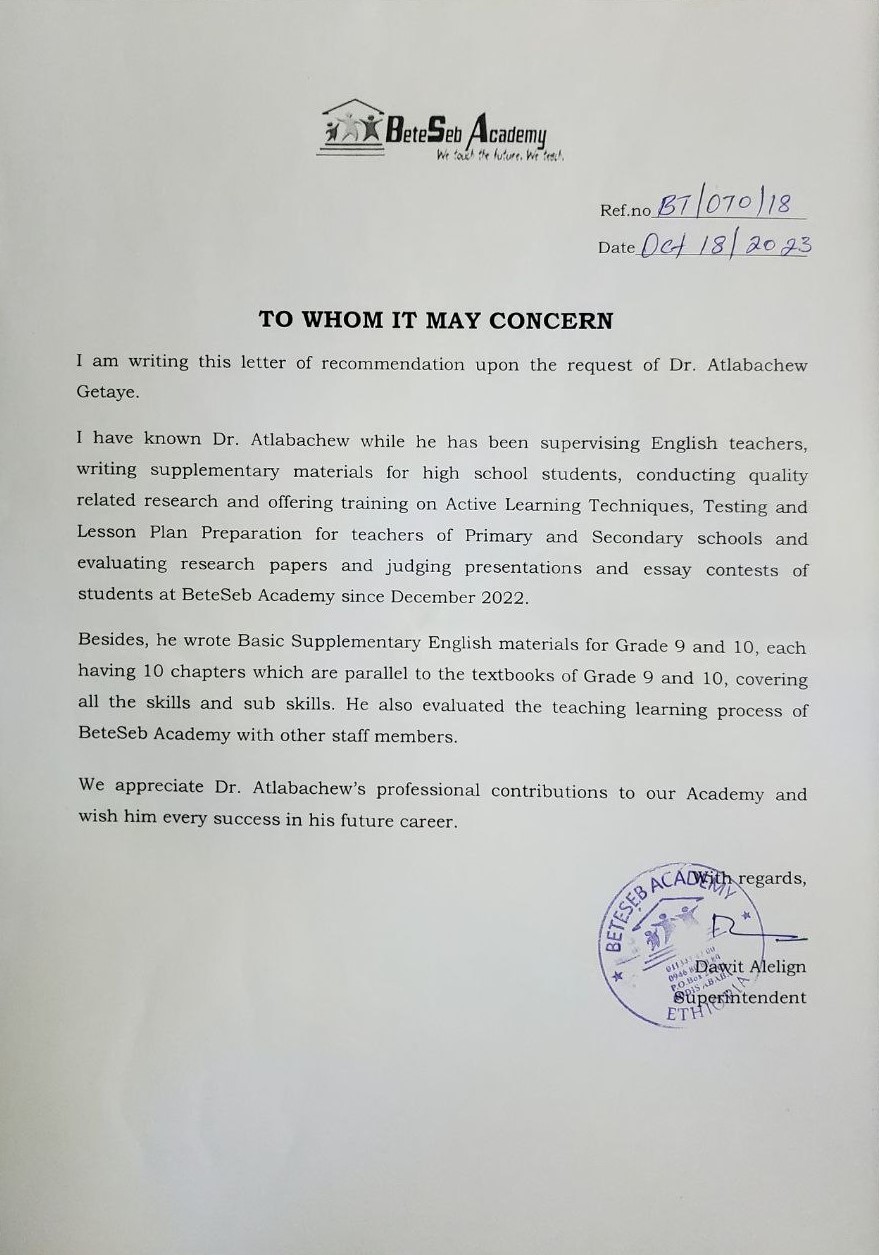 BeteSeb Academy
We touch the future. We teach.
Ref.no BT/070/18
Date Oct 18/2023
TO WHOM IT MAY CONCERN
I am writing this letter of recommendation upon the request of Dr. Atlabachew
Getaye.
I have known Dr. Atlabachew while he has been supervising English teachers,
writing supplementary materials for high school students, conducting quality
related research and offering training on Active Learning Techniques, Testing and
Lesson Plan Preparation for teachers of Primary and Secondary schools and
evaluating research papers and judging presentations and essay contests of
students at BeteSeb Academy since December 2022.
Besides, he wrote Basic Supplementary English materials for Grade 9 and 10, each
having 10 chapters which are parallel to the textbooks of Grade 9 and 10, covering
all the skills and sub skills. He also evaluated the teaching learning process of
BeteSeb Academy with other staff members.
We appreciate Dr. Atlabachew's professional contributions to our Academy and
wish him every success in his future career.
With regards,
Dawit Alelign
Superintendent
BETESEB ACADEMY
P.O.Box
ADDIS ABABA
ETHIOPIA